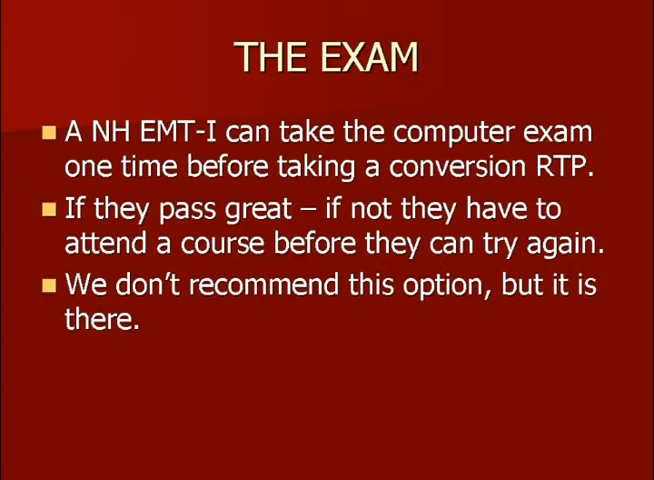 THE EXAM
A NH EMT-I can take the computer exam
one time before taking a conversion RTP.
If they pass great – if not they have to
attend a course before they can try again.
We don’t recommend this option, but it is
there.